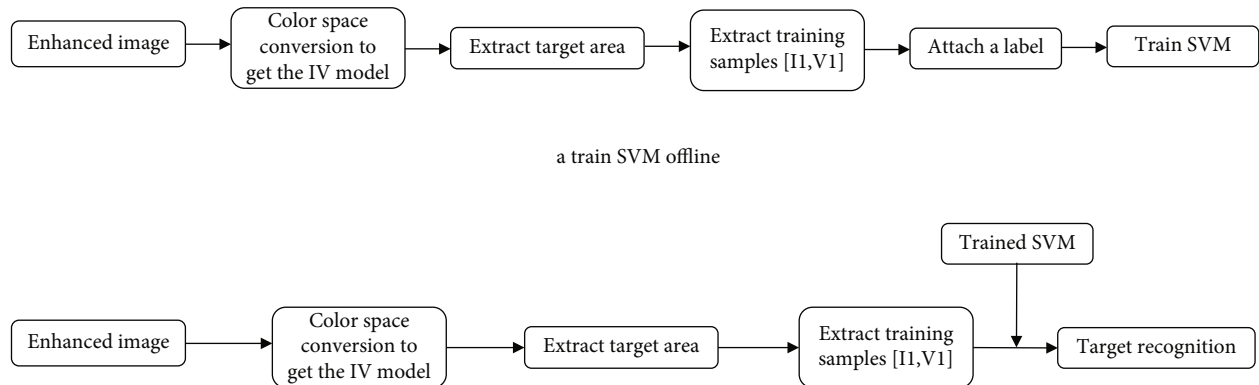 Enhanced image
Color space
conversion to
get the IV model
Extract target area
Extract training
samples [I1,V1]
Attach a label
Train SVM
a train SVM offline
Trained SVM
Enhanced image
Color space
conversion to
get the IV model
Extract target area
Extract training
samples [I1,V1]
Target recognition